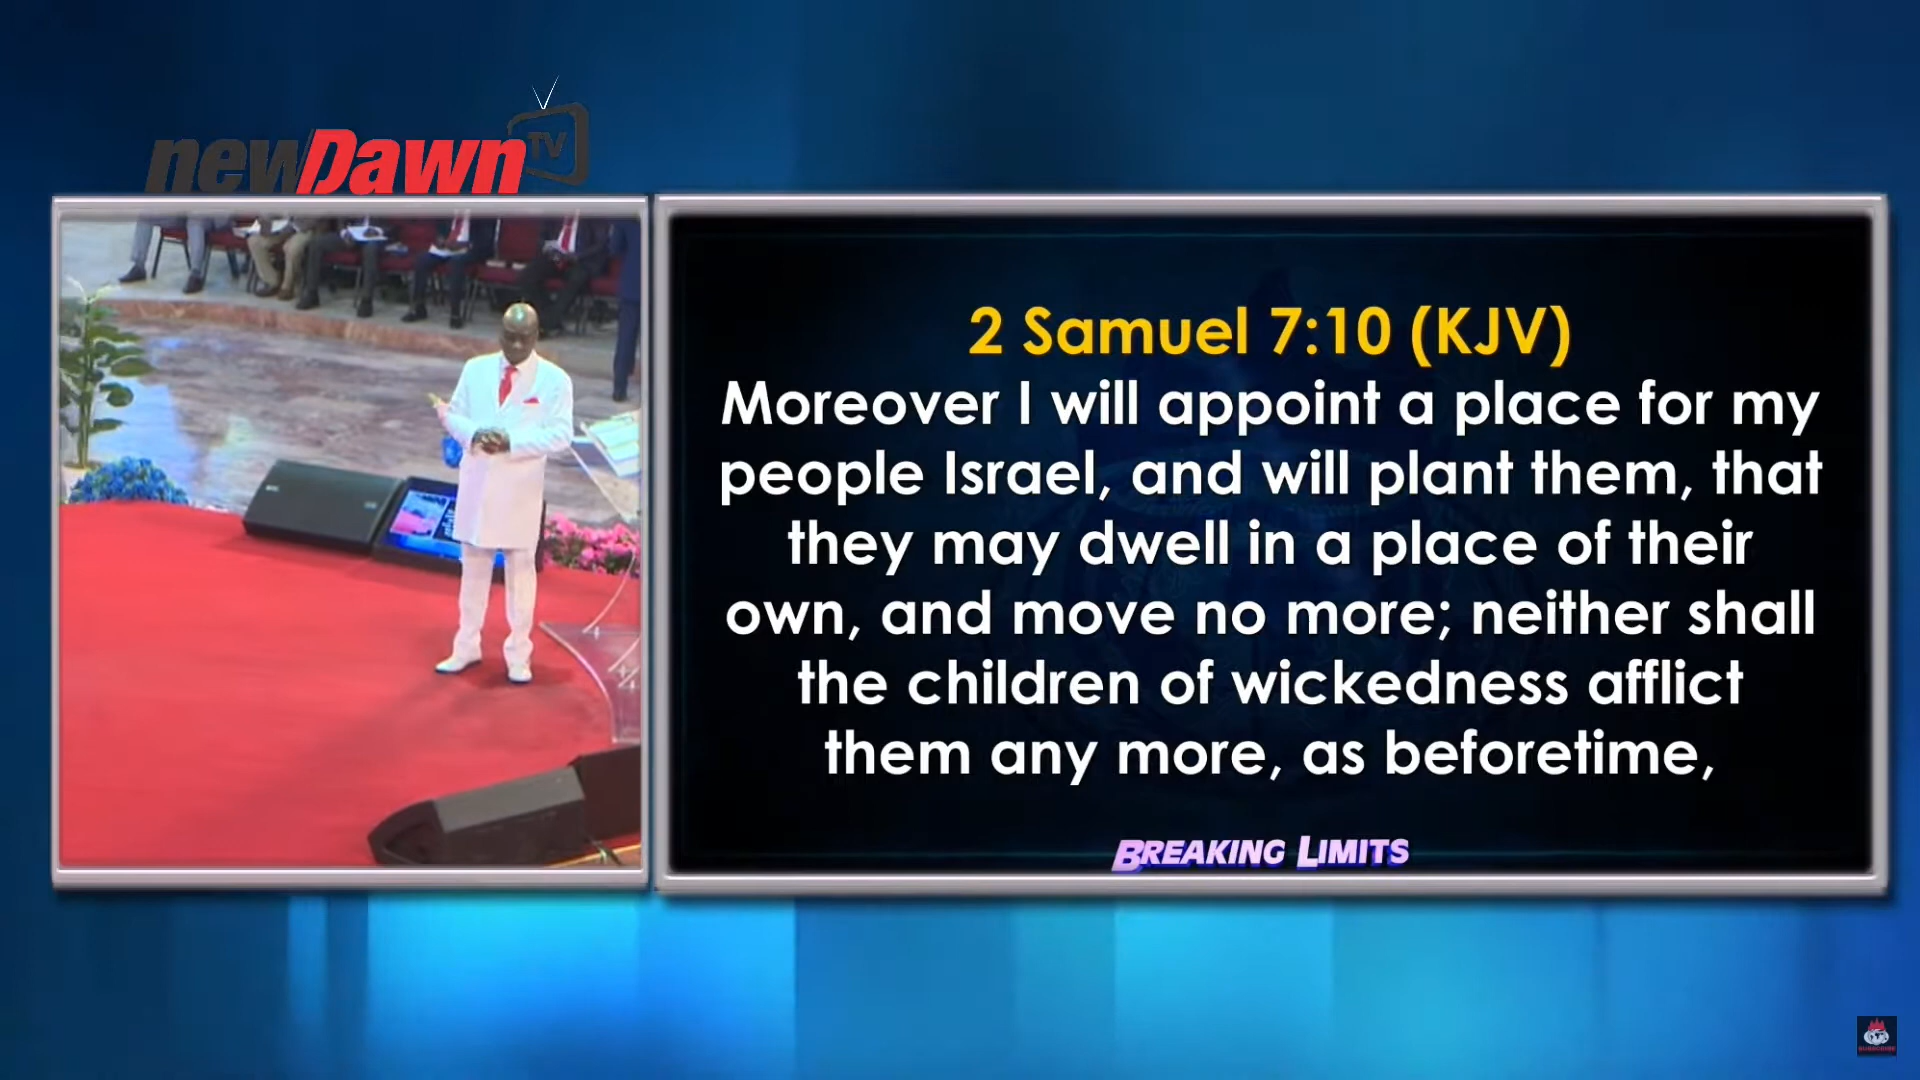 newDawn TV
2 Samuel 7:10 (KJV)
Moreover I will appoint a place for my
people Israel, and will plant them, that
they may dwell in a place of their
own, and move no more; neither shall
the children of wickedness afflict
them any more, as beforetime,
BREAKING LIMITS
SUBSCRIBE